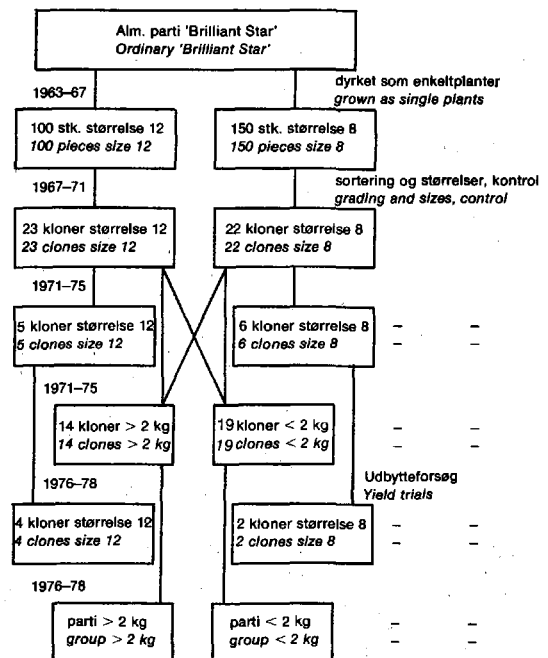 Alm. parti 'Brilliant Star'
Ordinary 'Brilliant Star'
dyrket som enkeltplanter
grown as single plants
1963–67
100 stk. størrelse 12
100 pieces size 12
150 stk. størrelse 8
150 pieces size 8
1967–71
sortering og størrelser, kontrol
grading and sizes, control
23 kloner størrelse 12
23 clones size 12
22 kloner størrelse 8
22 clones size 8
1971–75
5 kloner størrelse 12
5 clones size 12
6 kloner størrelse 8
6 clones size 8
– –
– –
1971–75
14 kloner > 2 kg
14 clones > 2 kg
19 kloner < 2 kg
19 clones < 2 kg
– –
– –
1976–78
Udbytteforsøg
Yield trials
4 kloner størrelse 12
4 clones size 12
2 kloner størrelse 8
2 clones size 8
– –
– –
1976–78
parti > 2 kg
group > 2 kg
parti < 2 kg
group < 2 kg
– –
– –